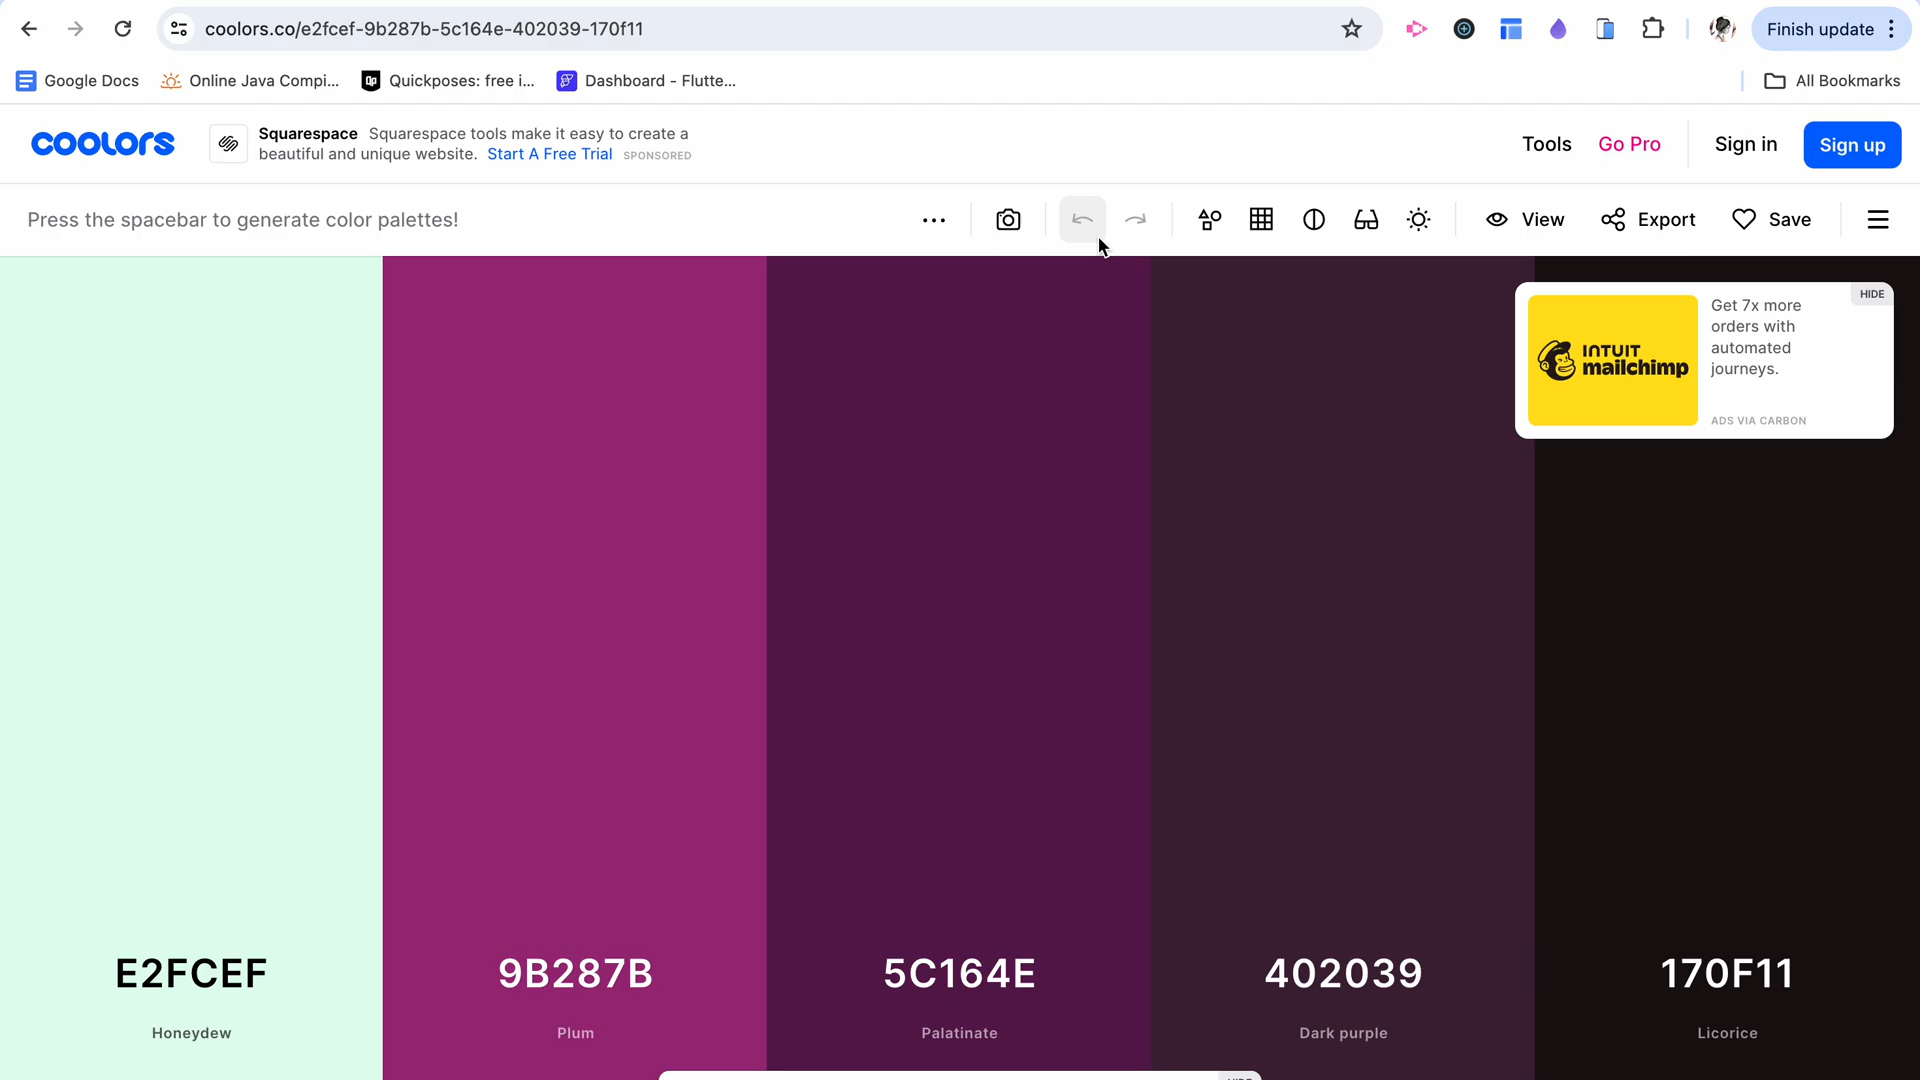 coolors.co/e2fcef-9b287b-5c164e-402039-170f11
Finish update
Google Docs
Online Java Compi...
Quickposes: free i...
Dashboard - Flutte...
All Bookmarks
coolors
Squarespace Squarespace tools make it easy to create a
beautiful and unique website. Start A Free Trial SPONSORED
Tools
Go Pro
Sign in
Sign up
Press the spacebar to generate color palettes!
View
Export
Save
HIDE
INTUIT
mailchimp
Get 7x more
orders with
automated
journeys.
ADS VIA CARBON
E2FCEF
Honeydew
9B287B
Plum
5C164E
Palatinate
402039
Dark purple
170F11
Licorice